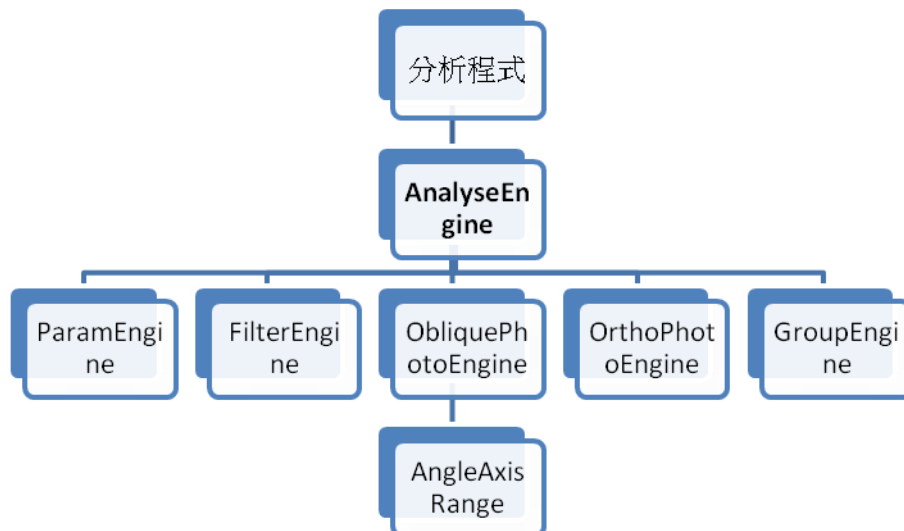 分析程式
AnalyseEn
gine
ParamEngi
ne
FilterEngi
ne
ObliquePh
otoEngine
OrthoPhot
oEngine
GroupEngi
ne
AngleAxis
Range